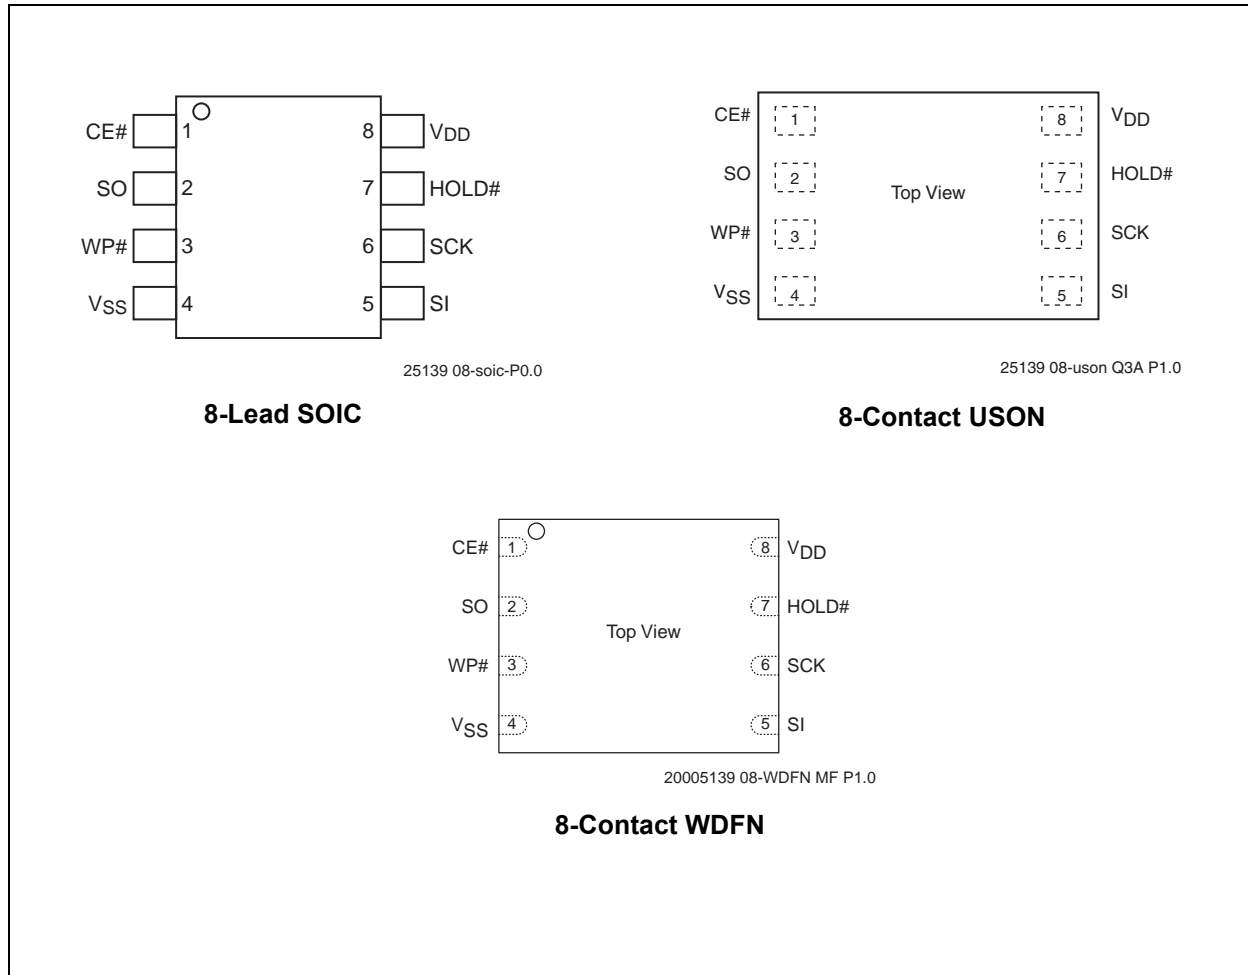 CE# 1 8 VDD
SO 2 7 HOLD#
WP# 3 6 SCK
VSS 4 5 SI
25139 08-soic-P0.0
8-Lead SOIC
CE# 1 8 VDD
SO 2 7 HOLD#
Top View
WP# 3 6 SCK
VSS 4 5 SI
25139 08-uson Q3A P1.0
8-Contact USON
CE# 1 8 VDD
SO 2 7 HOLD#
Top View
WP# 3 6 SCK
VSS 4 5 SI
20005139 08-WDFN MF P1.0
8-Contact WDFN